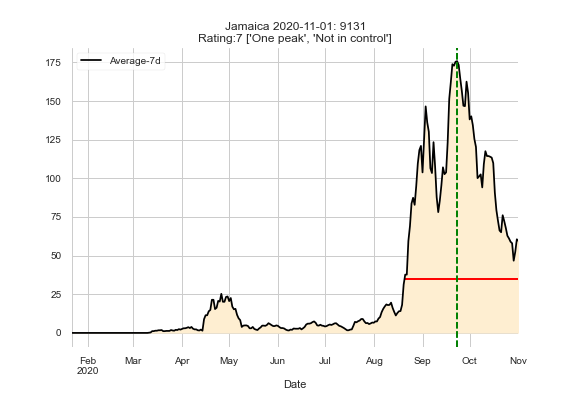 Jamaica 2020-11-01: 9131
Rating:7 ['One peak', 'Not in control']
Average-7d
175
150
125
100
75
50
25
0
Feb Mar Apr May Jun Jul Aug Sep Oct Nov
2020
Date